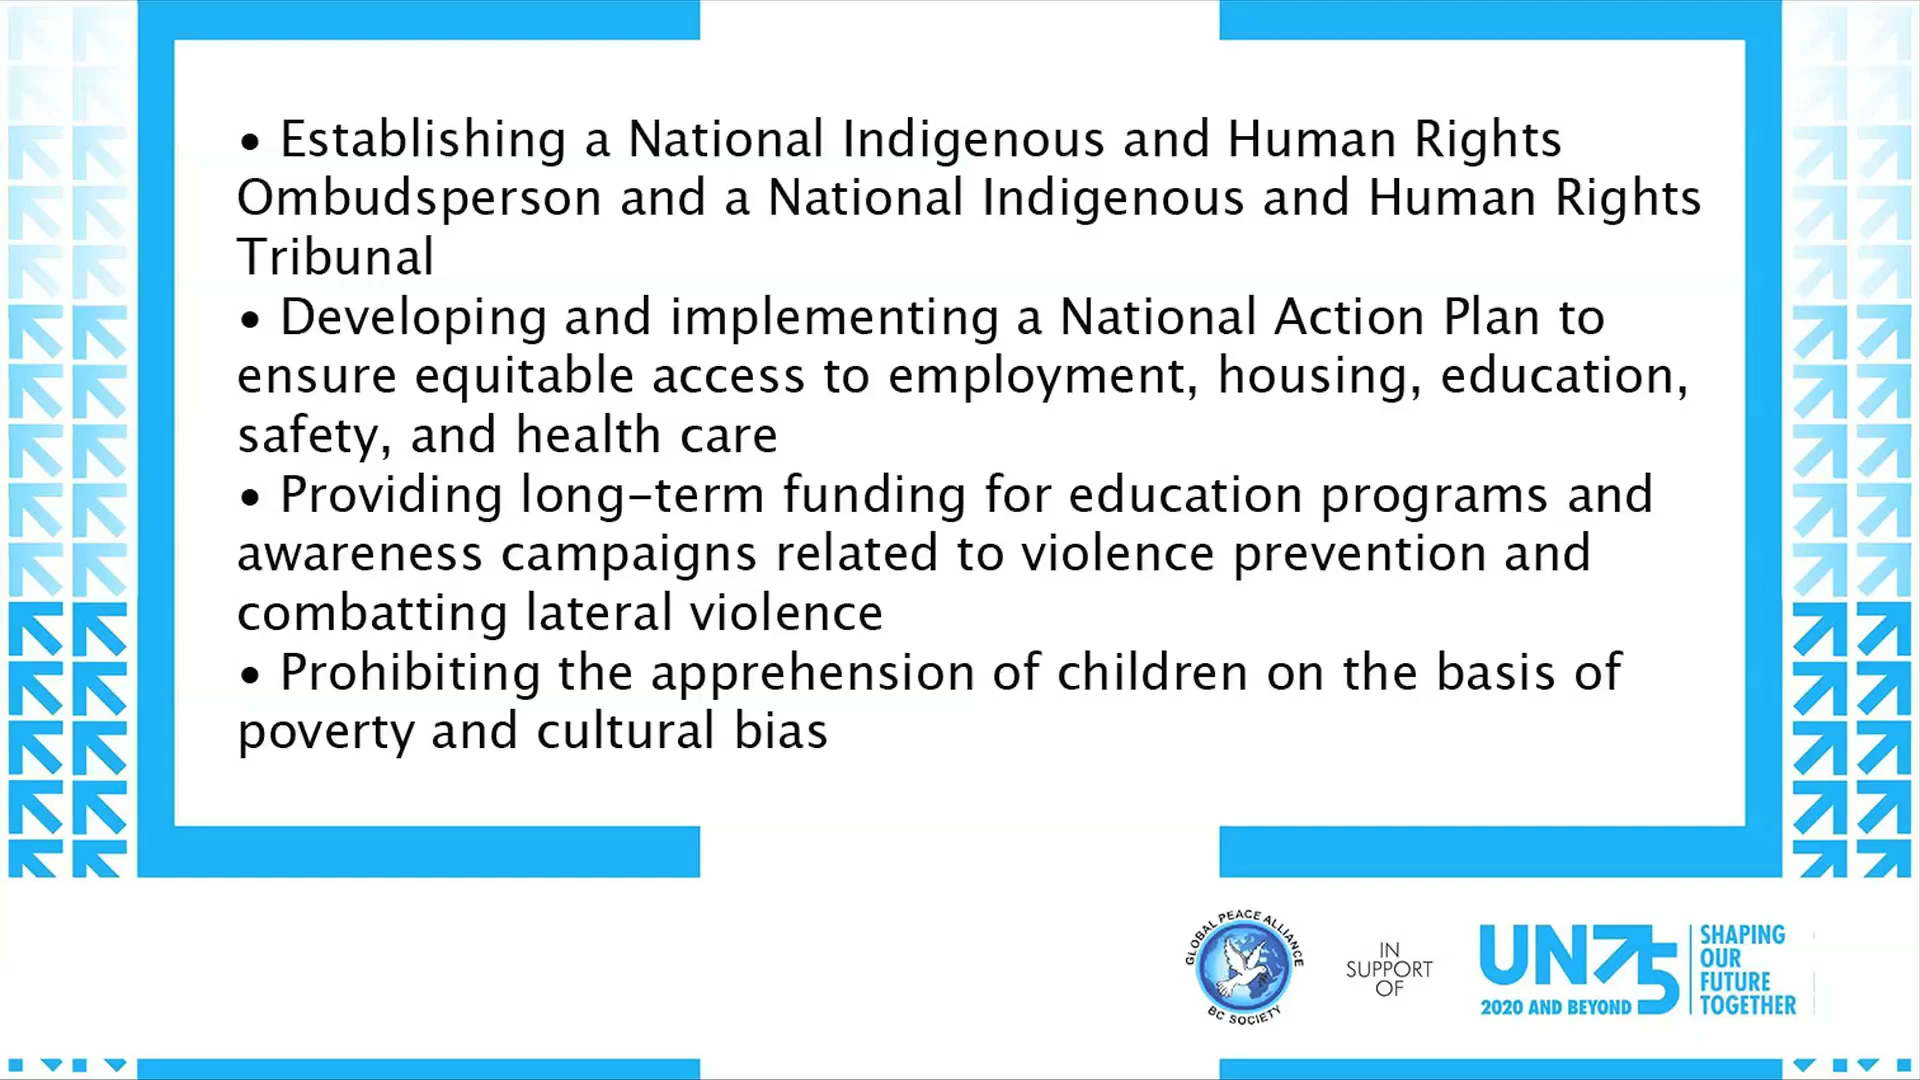 • Establishing a National Indigenous and Human Rights
Ombudsperson and a National Indigenous and Human Rights
Tribunal
• Developing and implementing a National Action Plan to
ensure equitable access to employment, housing, education,
safety, and health care
• Providing long-term funding for education programs and
awareness campaigns related to violence prevention and
combatting lateral violence
• Prohibiting the apprehension of children on the basis of
poverty and cultural bias
GLOBAL PEACE ALLIANCE
BC SOCIETY
IN
SUPPORT
OF
UN75
2020 AND BEYOND
SHAPING
OUR
FUTURE
TOGETHER